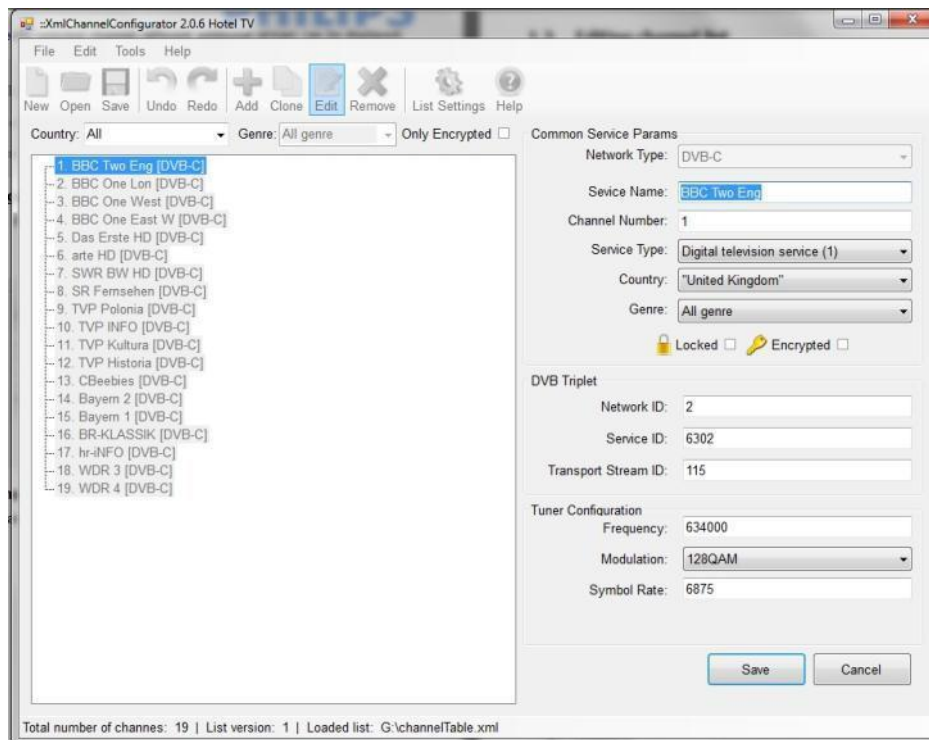 ::XmlChannelConfigurator 2.0.6 Hotel TV
File Edit Tools Help
New Open Save Undo Redo Add Clone Edit Remove List Settings Help
Country: All Genre: All genre Only Encrypted
1. BBC Two Eng [DVB-C]
2. BBC One Lon [DVB-C]
3. BBC One West [DVB-C]
4. BBC One East W [DVB-C]
5. Das Erste HD [DVB-C]
6. arte HD [DVB-C]
7. SWR BW HD [DVB-C]
8. SR Fernsehen [DVB-C]
9. TVP Polonia [DVB-C]
10. TVP INFO [DVB-C]
11. TVP Kultura [DVB-C]
12. TVP Historia [DVB-C]
13. CBeebies [DVB-C]
14. Bayern 2 [DVB-C]
15. Bayern 1 [DVB-C]
16. BR-KLASSIK [DVB-C]
17. hr-iNFO [DVB-C]
18. WDR 3 [DVB-C]
19. WDR 4 [DVB-C]
Common Service Params
Network Type: DVB-C
Sevice Name: BBC Two Eng
Channel Number: 1
Service Type: Digital television service (1)
Country: "United Kingdom"
Genre: All genre
Locked Encrypted
DVB Triplet
Network ID: 2
Service ID: 6302
Transport Stream ID: 115
Tuner Configuration
Frequency: 634000
Modulation: 128QAM
Symbol Rate: 6875
Save Cancel
Total number of channes: 19 | List version: 1 | Loaded list: G:\channelTable.xml